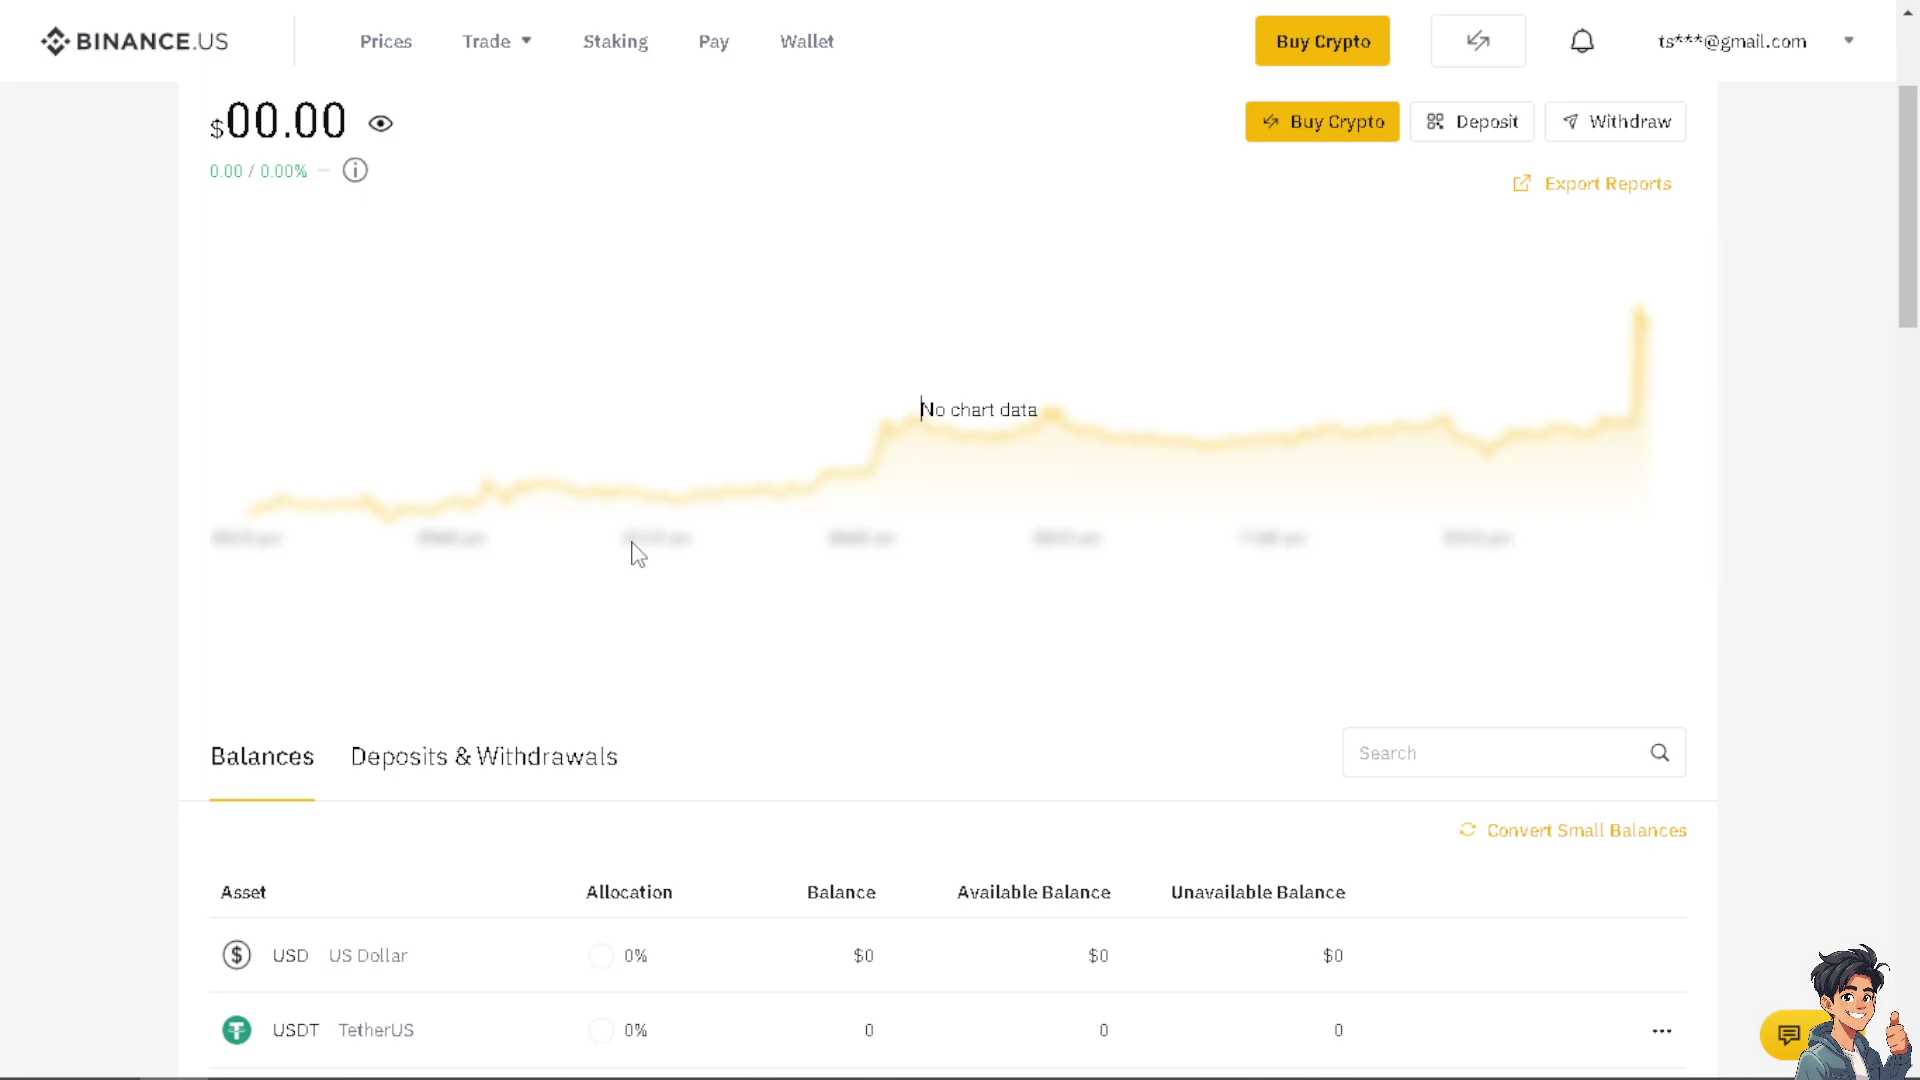 BINANCE.US
Prices
Trade
Staking
Pay
Wallet
Buy Crypto
ts***@gmail.com
$00.00
Buy Crypto
Deposit
Withdraw
0.00 / 0.00%
Export Reports
No chart data
Balances
Deposits & Withdrawals
Search
Convert Small Balances
Asset Allocation Balance Available Balance Unavailable Balance
USD US Dollar 0% $0 $0 $0
USDT TetherUS 0% 0 0 0